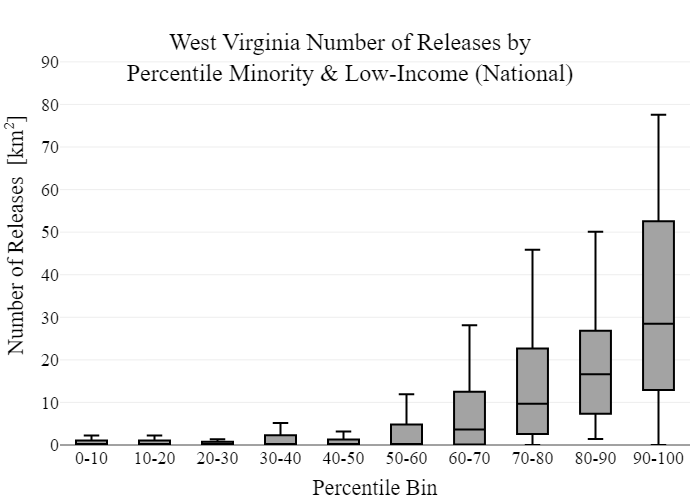 West Virginia Number of Releases by
Percentile Minority & Low-Income (National)
Number of Releases [km²]
90
80
70
60
50
40
30
20
10
0
0-10 10-20 20-30 30-40 40-50 50-60 60-70 70-80 80-90 90-100
Percentile Bin